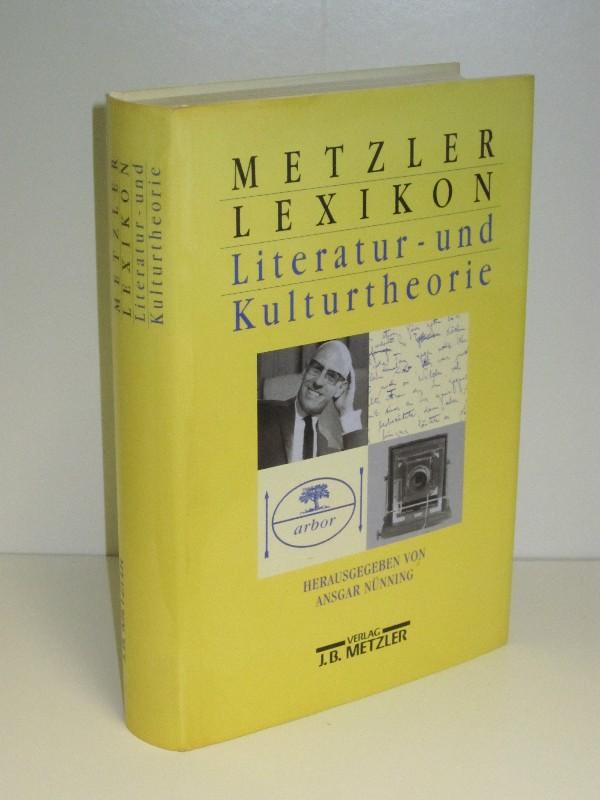 METZLER
LEXIKON
Literatur-und
Kulturtheorie
METZLER
LEXIKON
Literatur-und
Kulturtheorie
arbor
HERAUSGEGEBEN VON
ANSGAR NÜNNING
VERLAG
J.B. METZLER